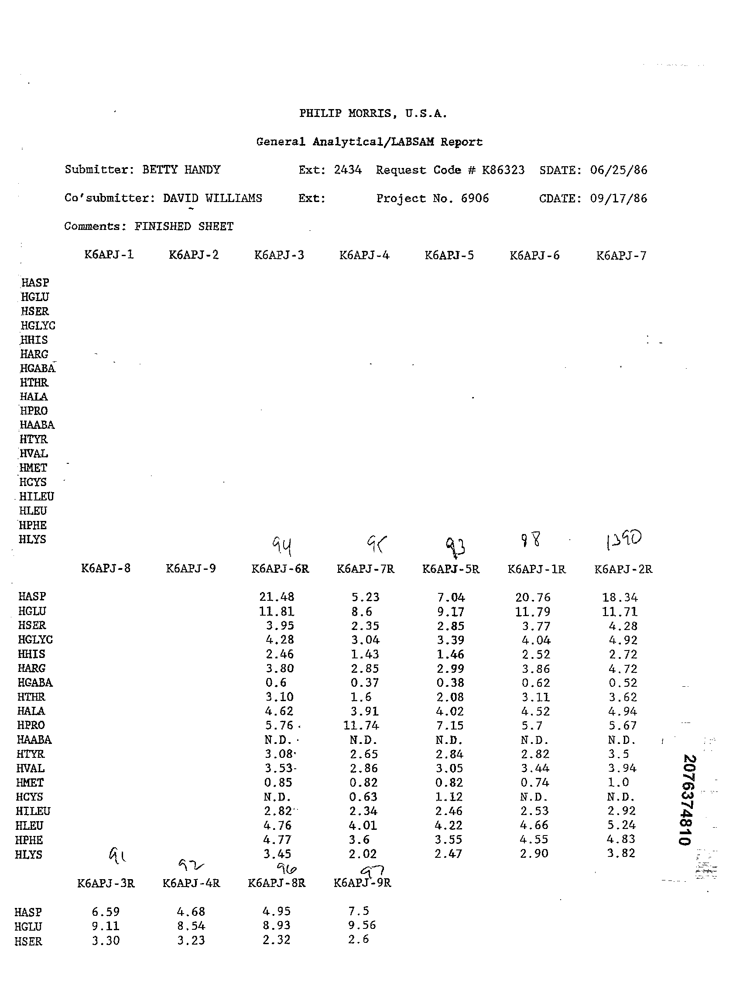 PHILIP MORRIS, U.S.A.
General Analytical/LABSAM Report
Submitter: BETTY HANDY Ext: 2434 Request Code # K86323 SDATE: 06/25/86
Co'submitter: DAVID WILLIAMS Ext: Project No. 6906 CDATE: 09/17/86
Comments: FINISHED SHEET
K6APJ-1 K6APJ-2 K6APJ-3 K6APJ-4 K6APJ-5 K6APJ-6 K6APJ-7
HASP
HGLU
HSER
HGLYC
HHIS
HARG
HGABA
HTHR
HALA
HPRO
HAABA
HTYR
HVAL
HMET
HCYS
HILEU
HLEU
HPHE
HLYS
94 95 93 98 1390
K6APJ-8 K6APJ-9 K6APJ-6R K6APJ-7R K6APJ-5R K6APJ-1R K6APJ-2R
HASP 21.48 5.23 7.04 20.76 18.34
HGLU 11.81 8.6 9.17 11.79 11.71
HSER 3.95 2.35 2.85 3.77 4.28
HGLYC 4.28 3.04 3.39 4.04 4.92
HHIS 2.46 1.43 1.46 2.52 2.72
HARG 3.80 2.85 2.99 3.86 4.72
HGABA 0.6 0.37 0.38 0.62 0.52
HTHR 3.10 1.6 2.08 3.11 3.62
HALA 4.62 3.91 4.02 4.52 4.94
HPRO 5.76 11.74 7.15 5.7 5.67
HAABA N.D. N.D. N.D. N.D. N.D.
HTYR 3.08 2.65 2.84 2.82 3.5
HVAL 3.53 2.86 3.05 3.44 3.94
HMET 0.85 0.82 0.82 0.74 1.0
HCYS N.D. 0.63 1.12 N.D. N.D.
HILEU 2.82 2.34 2.46 2.53 2.92
HLEU 4.76 4.01 4.22 4.66 5.24
HPHE 4.77 3.6 3.55 4.55 4.83
HLYS 3.45 2.02 2.47 2.90 3.82
91 92 96 97
K6APJ-3R K6APJ-4R K6APJ-8R K6APJ-9R
HASP 6.59 4.68 4.95 7.5
HGLU 9.11 8.54 8.93 9.56
HSER 3.30 3.23 2.32 2.6
2076374810